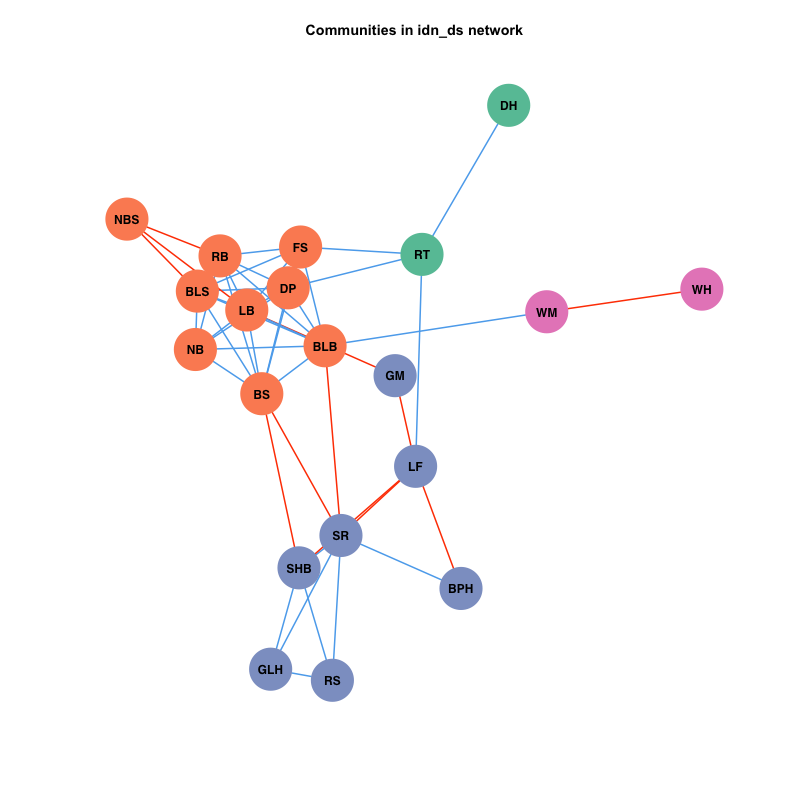 Communities in idn_ds network
DH
NBS
RB
FS
RT
BLS
DP
LB
WH
WM
NB
BLB
GM
BS
LF
SR
SHB
BPH
GLH
RS